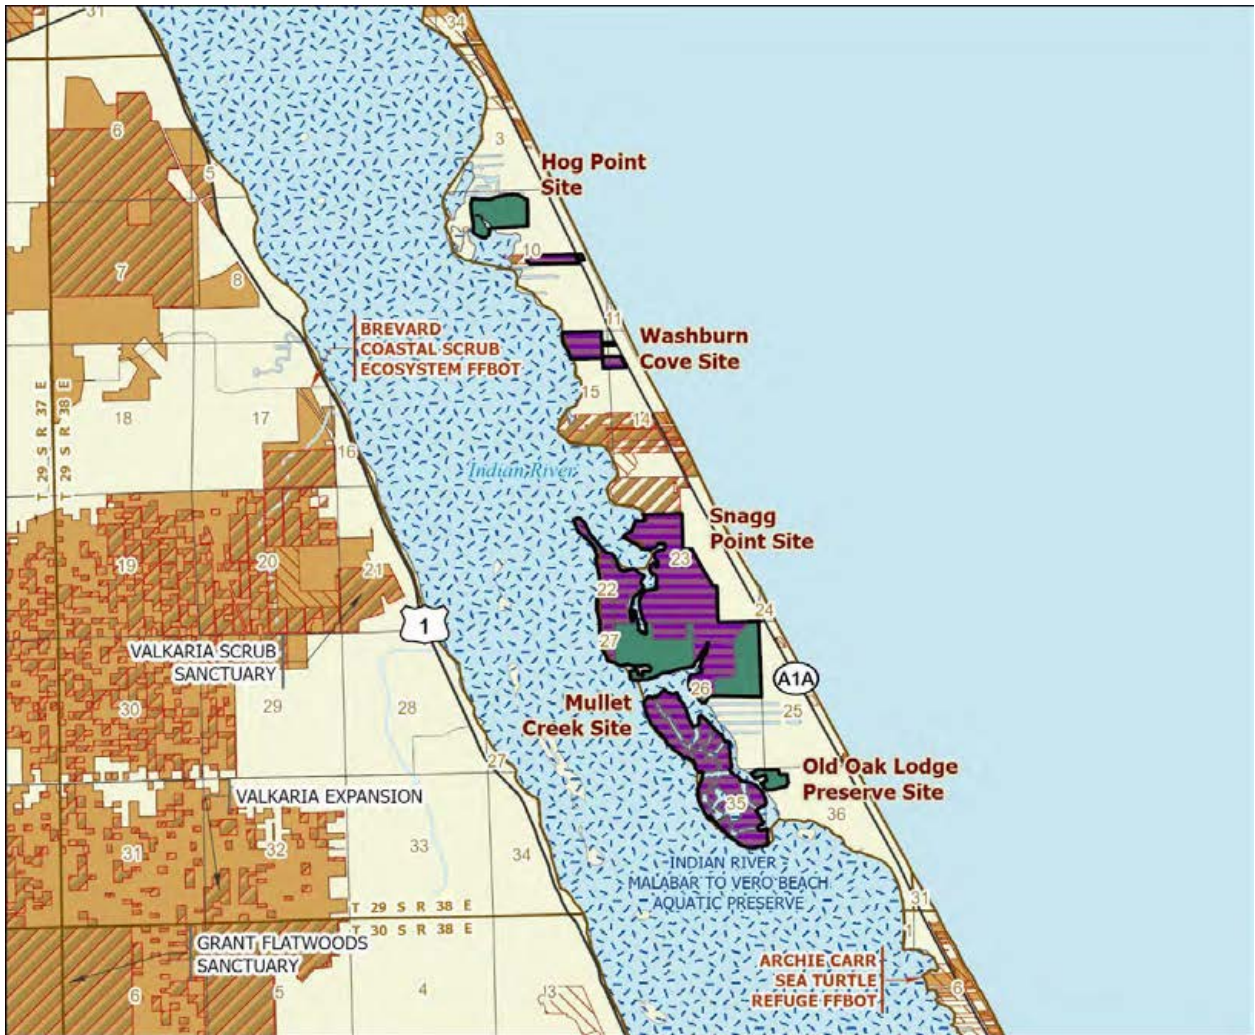 31
34
6
5
3
Hog Point
Site
7
8
10
11
BREVARD
COASTAL SCRUB
ECOSYSTEM FFBOT
Washburn
Cove Site
T 29 S R 37 E
T 29 S R 38 E
18
17
16
15
14
Indian River
Snagg
Point Site
19
20
21
22
23
24
1
27
VALKARIA SCRUB
SANCTUARY
A1A
30
29
28
26
25
Mullet
Creek Site
27
VALKARIA EXPANSION
Old Oak Lodge
Preserve Site
35
36
31
32
33
34
INDIAN RIVER -
MALABAR TO VERO BEACH
AQUATIC PRESERVE
T 29 S R 38 E
T 30 S R 38 E
31
1
GRANT FLATWOODS
SANCTUARY
ARCHIE CARR
SEA TURTLE
REFUGE FFBOT
6
5
4
6